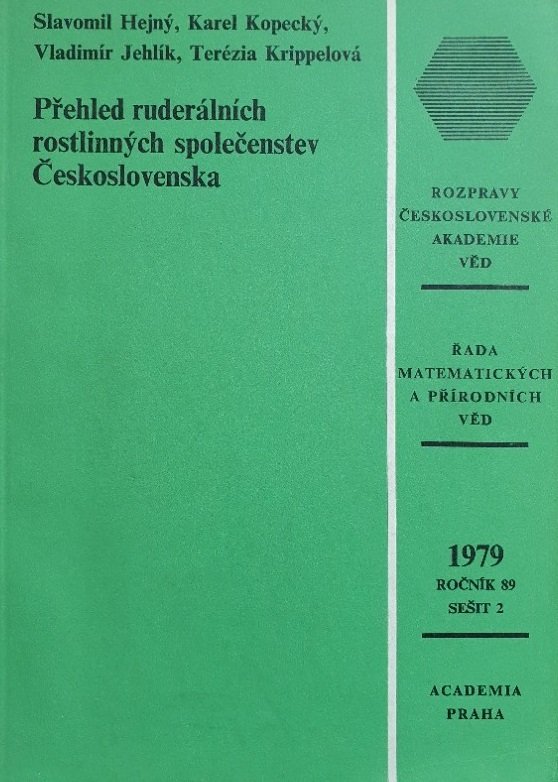 Slavomil Hejný, Karel Kopecký,
Vladimír Jehlík, Terézia Krippelová
Přehled ruderálních
rostlinných společenstev
Československa
ROZPRAVY
ČESKOSLOVENSKÉ
AKADEMIE
VĚD
ŘADA
MATEMATICKÝCH
A PŘÍRODNÍCH
VĚD
1979
ROČNÍK 89
SEŠIT 2
ACADEMIA
PRAHA